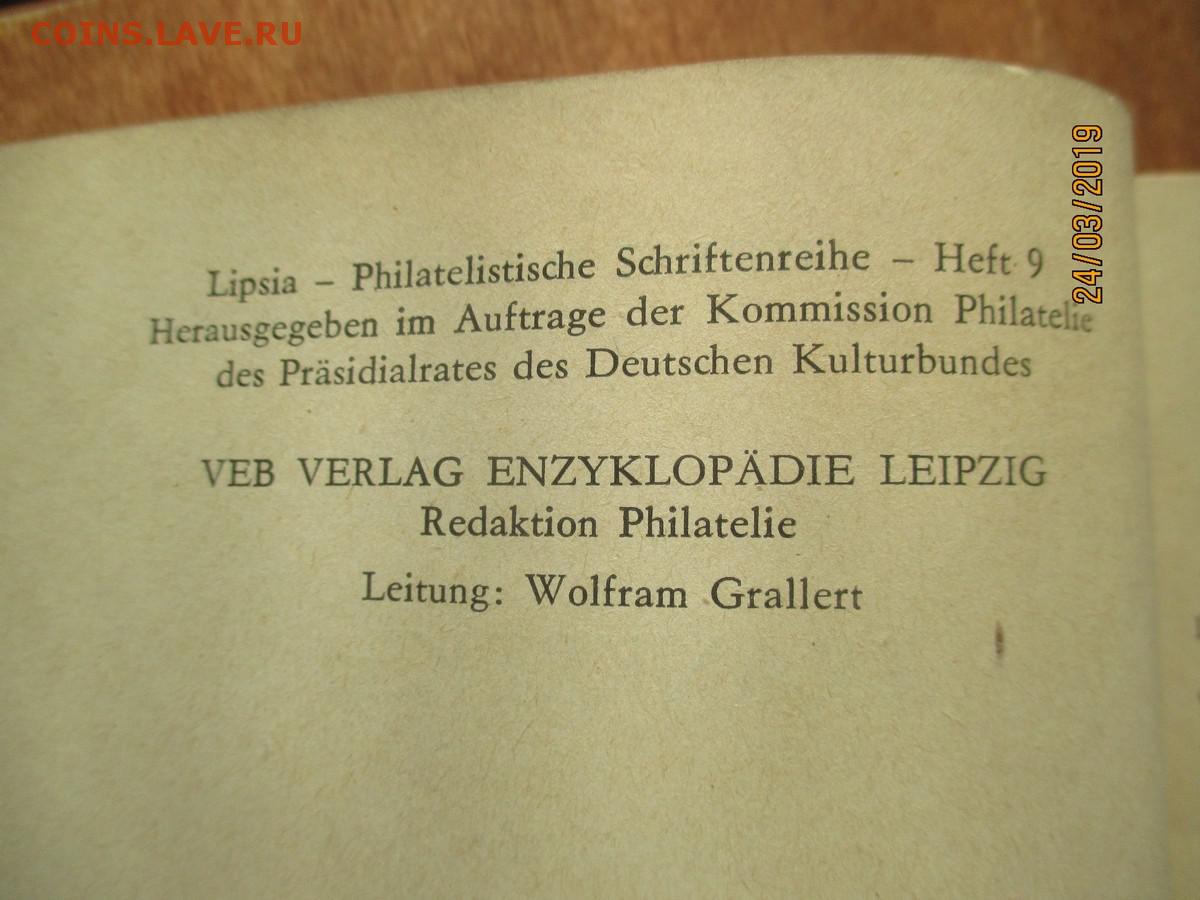 COINS.LAVE.RU
24/03/2019
Lipsia – Philatelistische Schriftenreihe – Heft 9
Herausgegeben im Auftrage der Kommission Philatelie
des Präsidialrates des Deutschen Kulturbundes
VEB VERLAG ENZYKLOPÄDIE LEIPZIG
Redaktion Philatelie
Leitung: Wolfram Grallert